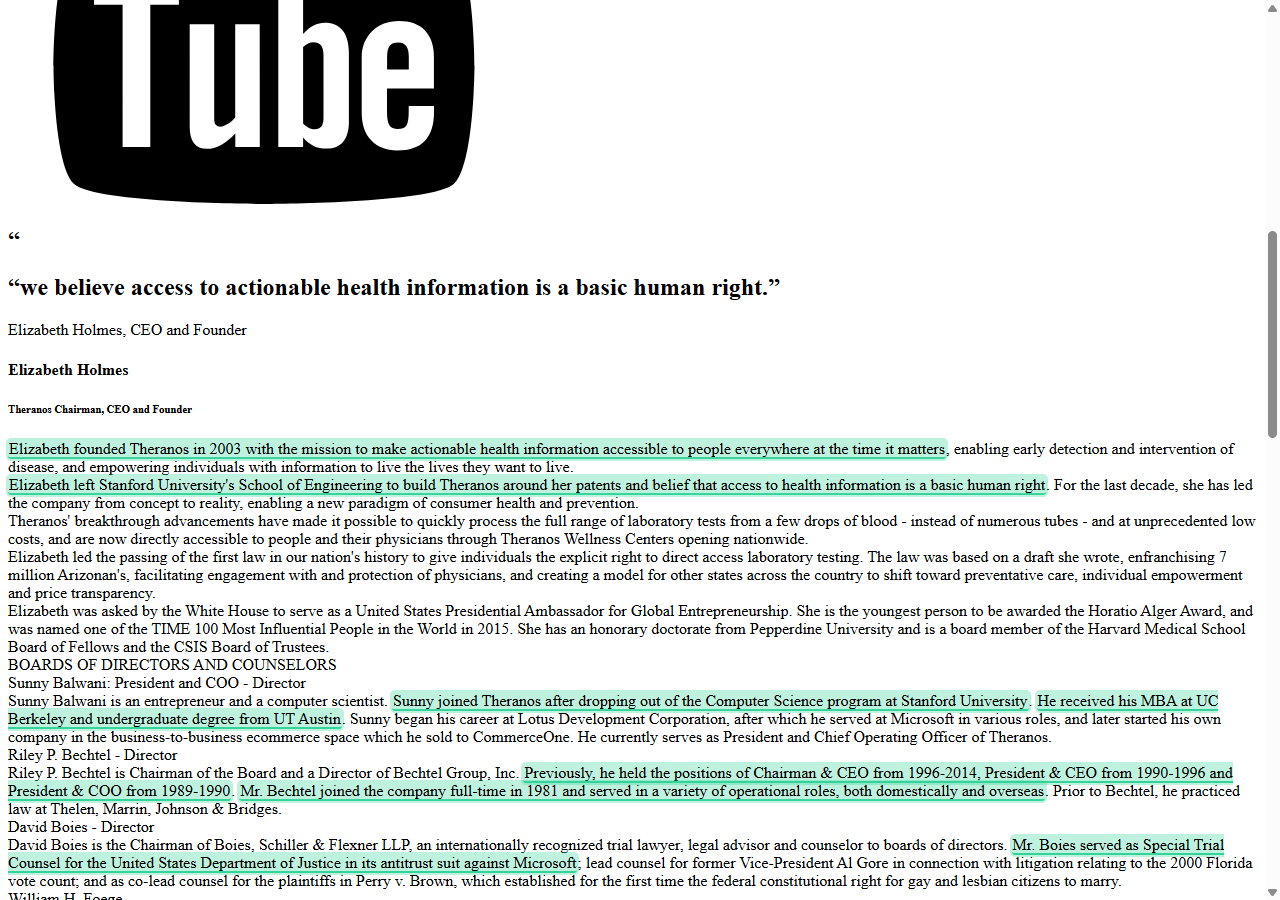 Tube
“
“we believe access to actionable health information is a basic human right.”
Elizabeth Holmes, CEO and Founder
Elizabeth Holmes
Theranos Chairman, CEO and Founder
Elizabeth founded Theranos in 2003 with the mission to make actionable health information accessible to people everywhere at the time it matters, enabling early detection and intervention of
disease, and empowering individuals with information to live the lives they want to live.
Elizabeth left Stanford University's School of Engineering to build Theranos around her patents and belief that access to health information is a basic human right. For the last decade, she has led
the company from concept to reality, enabling a new paradigm of consumer health and prevention.
Theranos' breakthrough advancements have made it possible to quickly process the full range of laboratory tests from a few drops of blood - instead of numerous tubes - and at unprecedented low
costs, and are now directly accessible to people and their physicians through Theranos Wellness Centers opening nationwide.
Elizabeth led the passing of the first law in our nation's history to give individuals the explicit right to direct access laboratory testing. The law was based on a draft she wrote, enfranchising 7
million Arizonan's, facilitating engagement with and protection of physicians, and creating a model for other states across the country to shift toward preventative care, individual empowerment
and price transparency.
Elizabeth was asked by the White House to serve as a United States Presidential Ambassador for Global Entrepreneurship. She is the youngest person to be awarded the Horatio Alger Award, and
was named one of the TIME 100 Most Influential People in the World in 2015. She has an honorary doctorate from Pepperdine University and is a board member of the Harvard Medical School
Board of Fellows and the CSIS Board of Trustees.
BOARDS OF DIRECTORS AND COUNSELORS
Sunny Balwani: President and COO - Director
Sunny Balwani is an entrepreneur and a computer scientist. Sunny joined Theranos after dropping out of the Computer Science program at Stanford University. He received his MBA at UC
Berkeley and undergraduate degree from UT Austin. Sunny began his career at Lotus Development Corporation, after which he served at Microsoft in various roles, and later started his own
company in the business-to-business ecommerce space which he sold to CommerceOne. He currently serves as President and Chief Operating Officer of Theranos.
Riley P. Bechtel - Director
Riley P. Bechtel is Chairman of the Board and a Director of Bechtel Group, Inc. Previously, he held the positions of Chairman & CEO from 1996-2014, President & CEO from 1990-1996 and
President & COO from 1989-1990. Mr. Bechtel joined the company full-time in 1981 and served in a variety of operational roles, both domestically and overseas. Prior to Bechtel, he practiced
law at Thelen, Marrin, Johnson & Bridges.
David Boies - Director
David Boies is the Chairman of Boies, Schiller & Flexner LLP, an internationally recognized trial lawyer, legal advisor and counselor to boards of directors. Mr. Boies served as Special Trial
Counsel for the United States Department of Justice in its antitrust suit against Microsoft; lead counsel for former Vice-President Al Gore in connection with litigation relating to the 2000 Florida
vote count; and as co-lead counsel for the plaintiffs in Perry v. Brown, which established for the first time the federal constitutional right for gay and lesbian citizens to marry.
William H. Foege